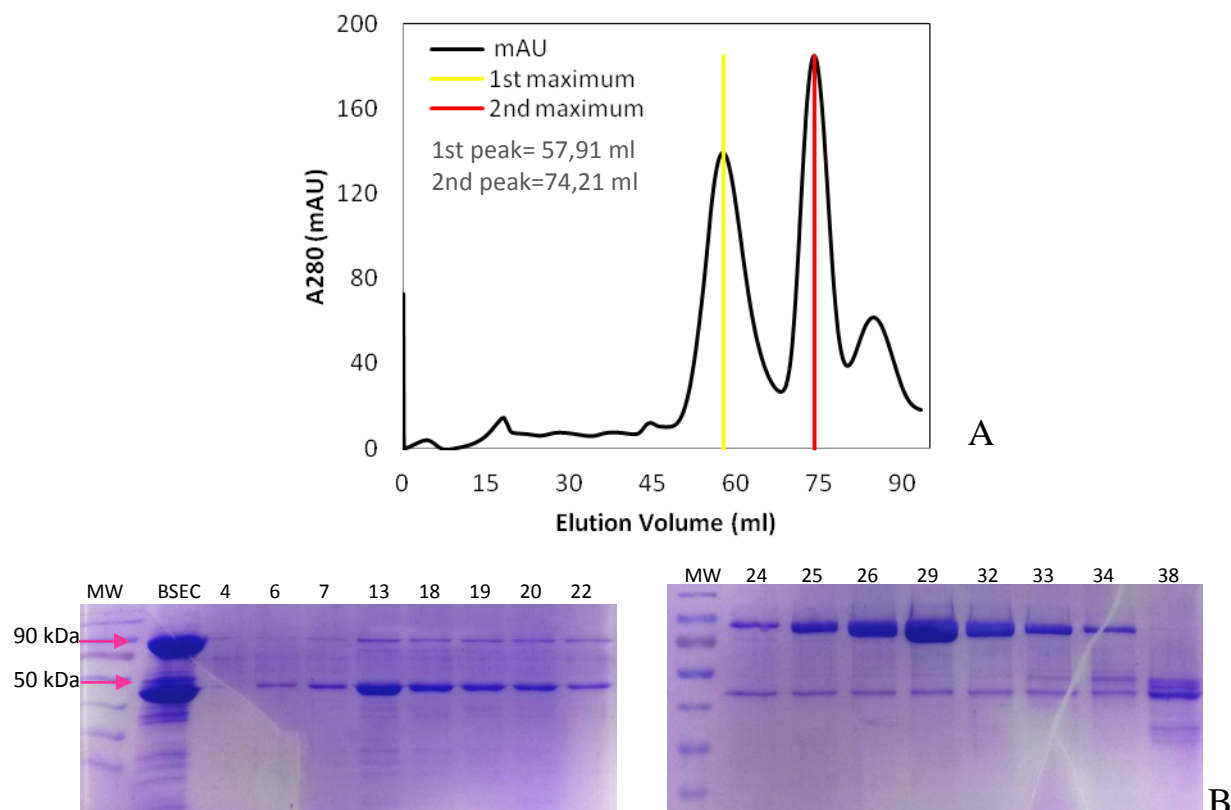 200
160
120
80
40
0
A280 (mAU)
mAU
1st maximum
2nd maximum
1st peak= 57,91 ml
2nd peak=74,21 ml
0 15 30 45 60 75 90
Elution Volume (ml)
A
MW BSEC 4 6 7 13 18 19 20 22
90 kDa
50 kDa
MW 24 25 26 29 32 33 34 38
B